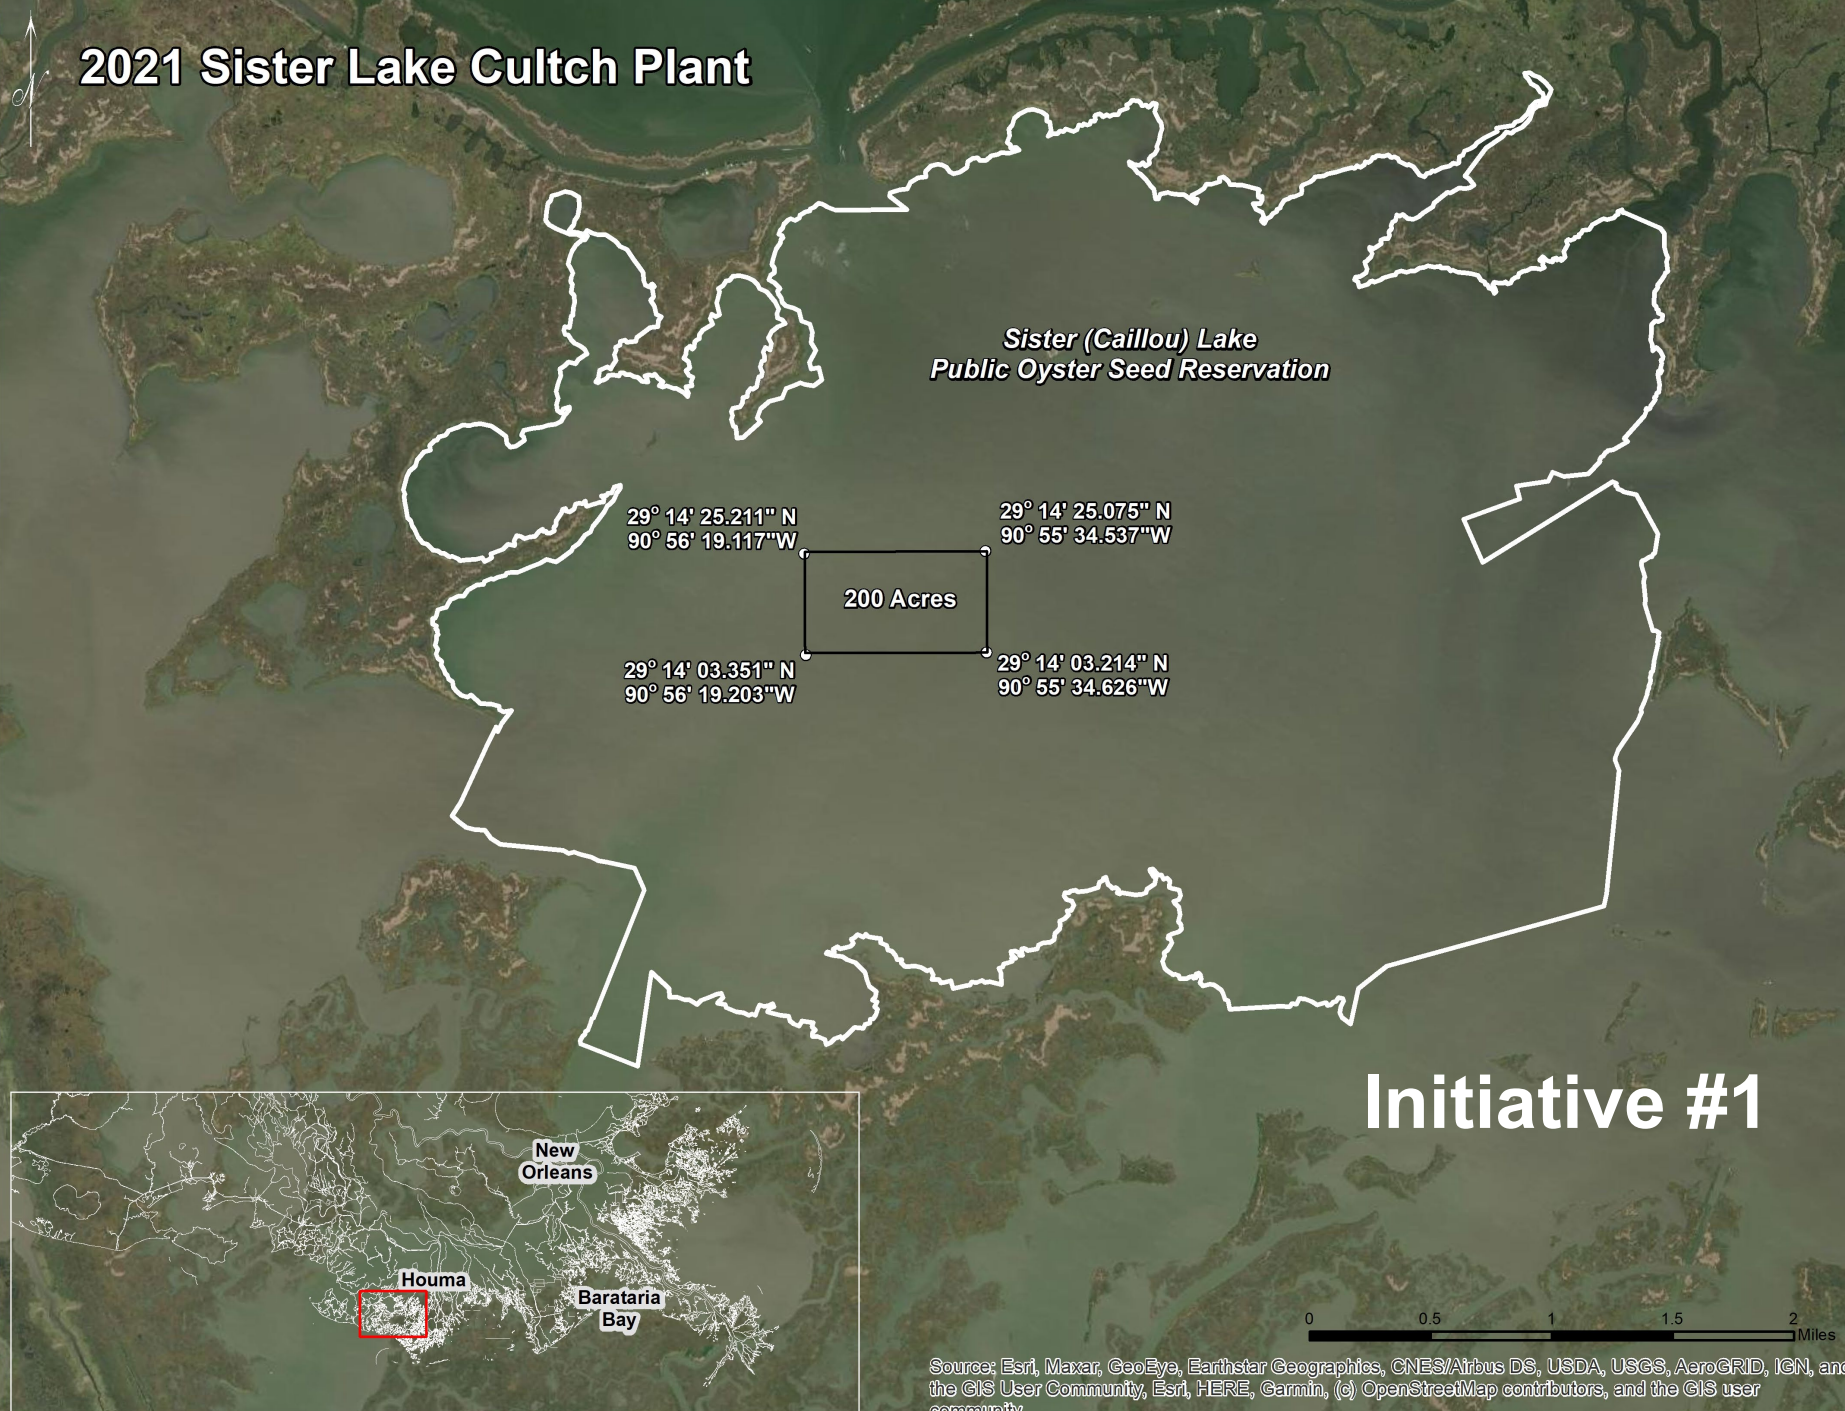 2021 Sister Lake Cultch Plant
Sister (Caillou) Lake
Public Oyster Seed Reservation
29° 14' 25.211" N
90° 56' 19.117"W
29° 14' 25.075" N
90° 55' 34.537"W
200 Acres
29° 14' 03.351" N
90° 56' 19.203"W
29° 14' 03.214" N
90° 55' 34.626"W
Initiative #1
New
Orleans
Houma
Barataria
Bay
0 0.5 1 1.5 2
Miles
Source: Esri, Maxar, GeoEye, Earthstar Geographics, CNES/Airbus DS, USDA, USGS, AeroGRID, IGN, and
the GIS User Community, Esri, HERE, Garmin, (c) OpenStreetMap contributors, and the GIS user
community